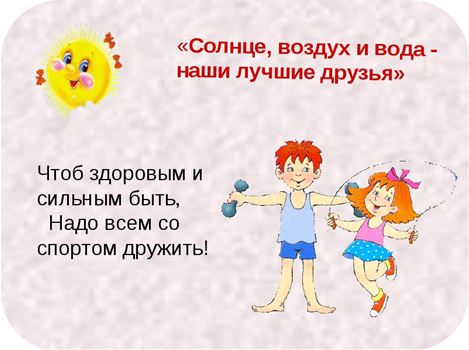 «Солнце, воздух и вода -
наши лучшие друзья»
Чтоб здоровым и
сильным быть,
Надо всем со
спортом дружить!